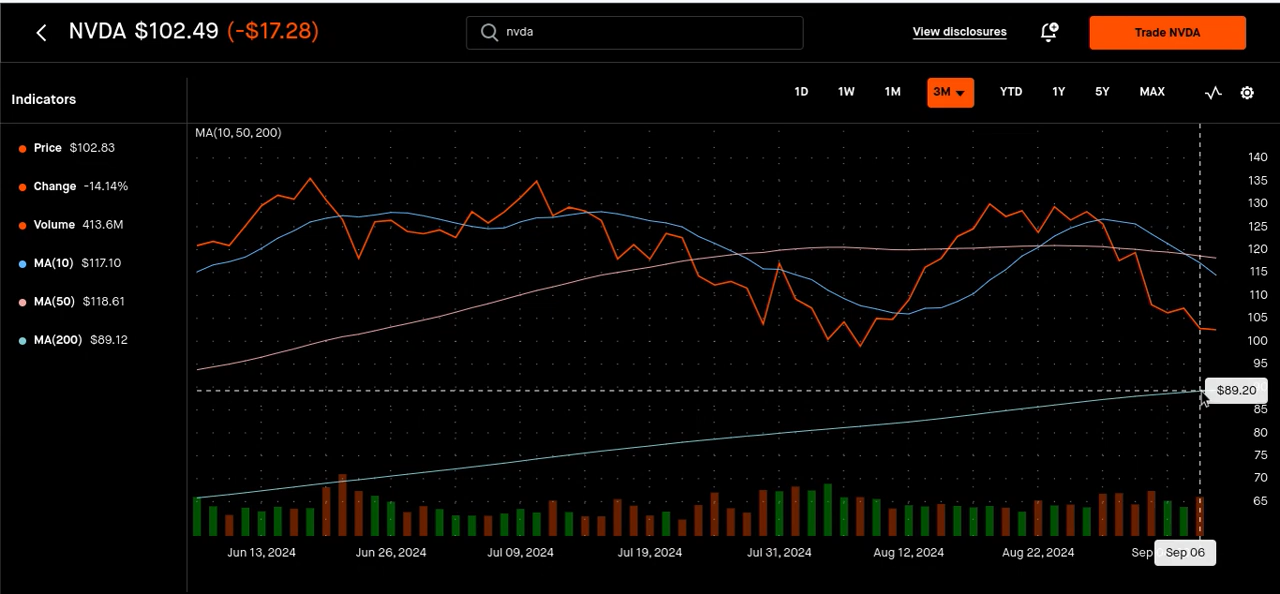 NVDA $102.49 (-$17.28)
nvda
View disclosures
Trade NVDA
Indicators
1D 1W 1M 3M YTD 1Y 5Y MAX
MA(10, 50, 200)
Price $102.83
Change -14.14%
Volume 413.6M
MA(10) $117.10
MA(50) $118.61
MA(200) $89.12
140
135
130
125
120
115
110
105
100
95
$89.20
85
80
75
70
65
Jun 13, 2024 Jun 26, 2024 Jul 09, 2024 Jul 19, 2024 Jul 31, 2024 Aug 12, 2024 Aug 22, 2024 Sep Sep 06